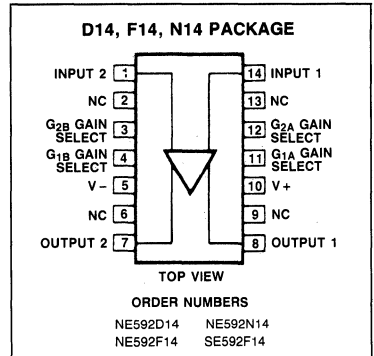 D14, F14, N14 PACKAGE
INPUT 2 1 14 INPUT 1
NC 2 13 NC
G2B GAIN SELECT 3 12 G2A GAIN SELECT
G1B GAIN SELECT 4 11 G1A GAIN SELECT
V− 5 10 V+
NC 6 9 NC
OUTPUT 2 7 8 OUTPUT 1
TOP VIEW
ORDER NUMBERS
NE592D14 NE592N14
NE592F14 SE592F14